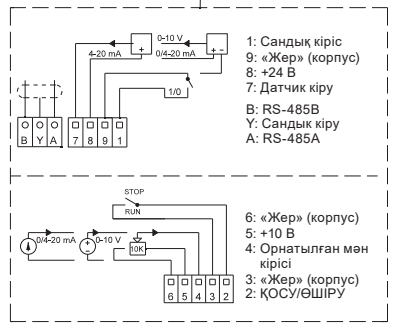 0-10 V
4-20 mA
0/4-20 mA
+
+ -
1/0
B Y A
7 8 9 1
1: Сандық кіріс
9: «Жер» (корпус)
8: +24 В
7: Датчик кіру
B: RS-485B
Y: Сандық кіру
A: RS-485A
STOP
RUN
0/4-20 mA
+
-
0-10 V
10K
6 5 4 3 2
6: «Жер» (корпус)
5: +10 В
4: Орнатылған мән
кірісі
3: «Жер» (корпус)
2: ҚОСУ/ӨШІРУ